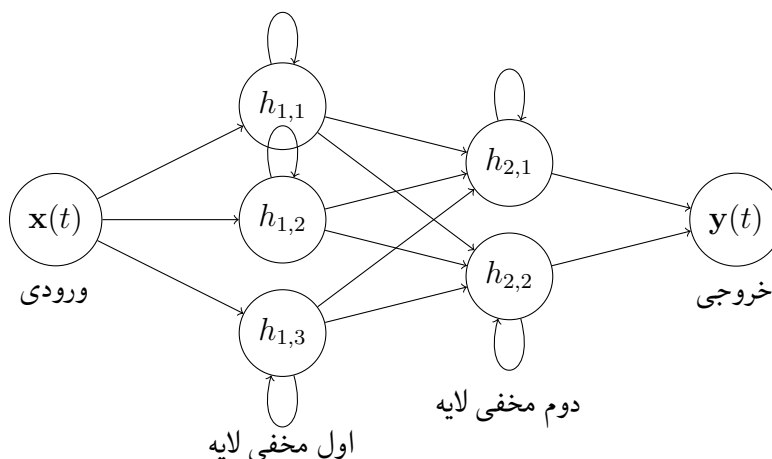 h1,1
h2,1
x(t)
h1,2
y(t)
h2,2
ورودی
خروجی
h1,3
دوم مخفی لایه
اول مخفی لایه